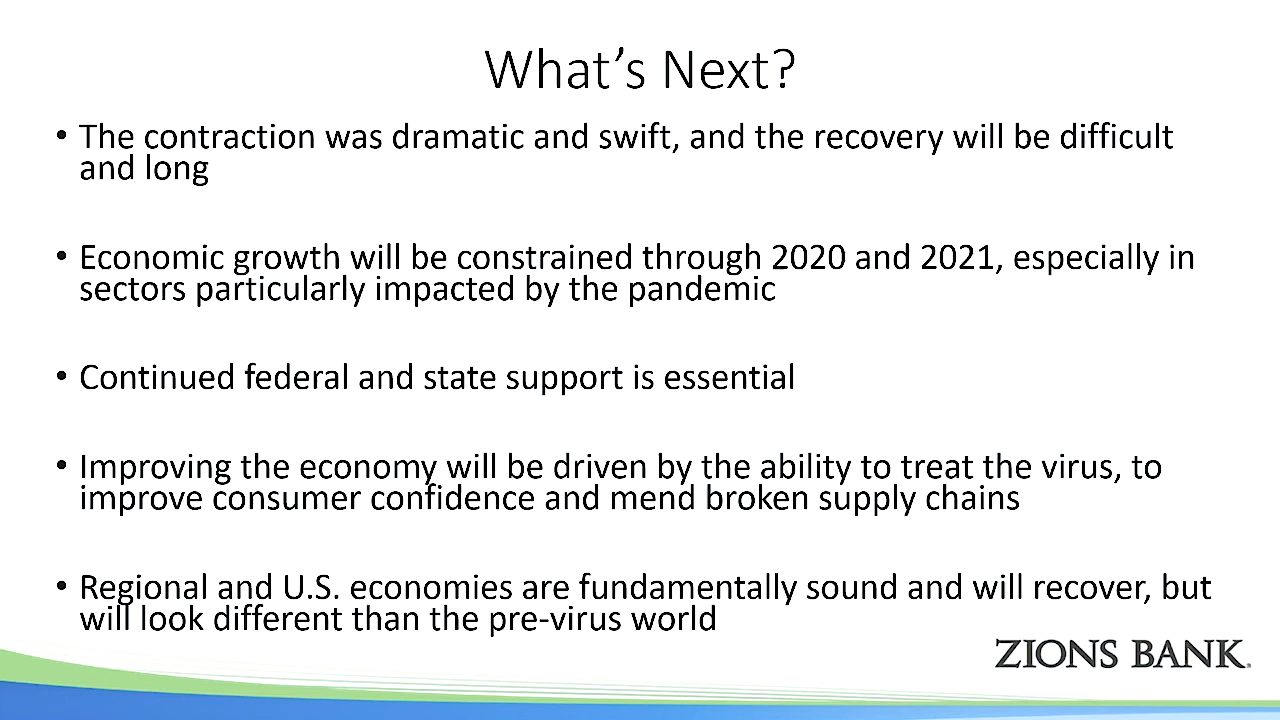 What's Next?
• The contraction was dramatic and swift, and the recovery will be difficult
and long
• Economic growth will be constrained through 2020 and 2021, especially in
sectors particularly impacted by the pandemic
• Continued federal and state support is essential
• Improving the economy will be driven by the ability to treat the virus, to
improve consumer confidence and mend broken supply chains
• Regional and U.S. economies are fundamentally sound and will recover, but
will look different than the pre-virus world
ZIONS BANK®